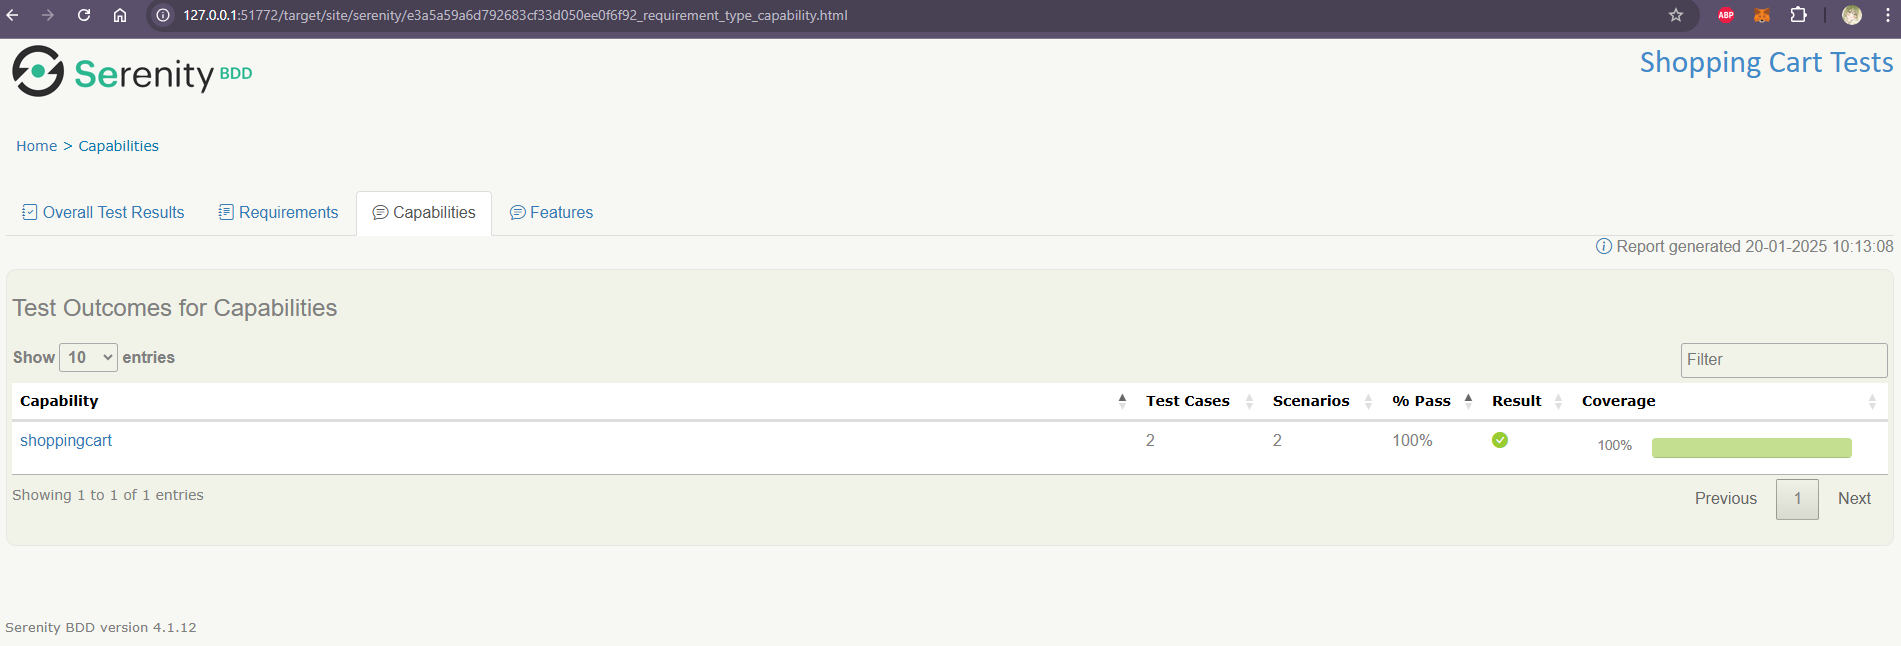 127.0.0.1:51772/target/site/serenity/e3a5a59a6d792683cf33d050ee0f6f92_requirement_type_capability.html
ABP
Serenity BDD
Shopping Cart Tests
Home > Capabilities
Overall Test Results Requirements Capabilities Features
Report generated 20-01-2025 10:13:08
Test Outcomes for Capabilities
Show 10 entries
Filter
Capability Test Cases Scenarios % Pass Result Coverage
shoppingcart 2 2 100% 100%
Showing 1 to 1 of 1 entries
Previous 1 Next
Serenity BDD version 4.1.12